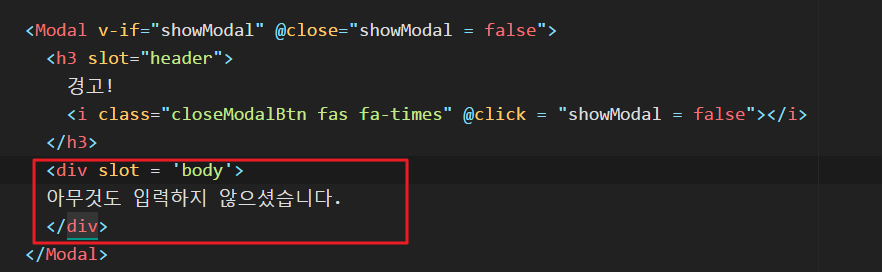 <Modal v-if="showModal" @close="showModal = false">
<h3 slot="header">
경고!
<i class="closeModalBtn fas fa-times" @click = "showModal = false"></i>
</h3>
<div slot = 'body'>
아무것도 입력하지 않으셨습니다.
</div>
</Modal>